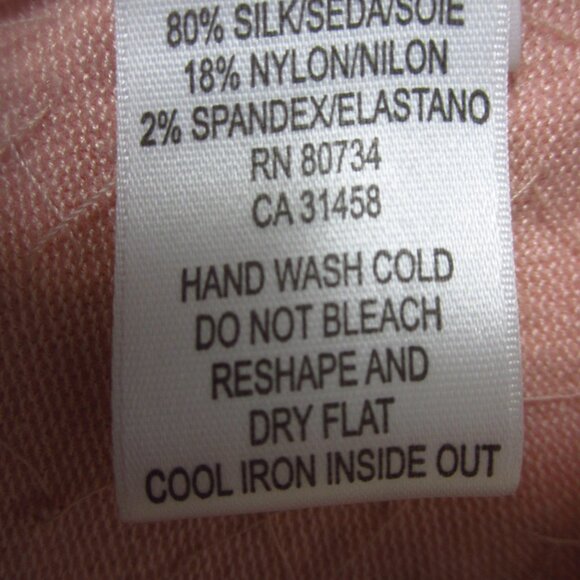 80% SILK/SEDA/SOIE
18% NYLON/NILON
2% SPANDEX/ELASTANO
RN 80734
CA 31458
HAND WASH COLD
DO NOT BLEACH
RESHAPE AND
DRY FLAT
COOL IRON INSIDE OUT